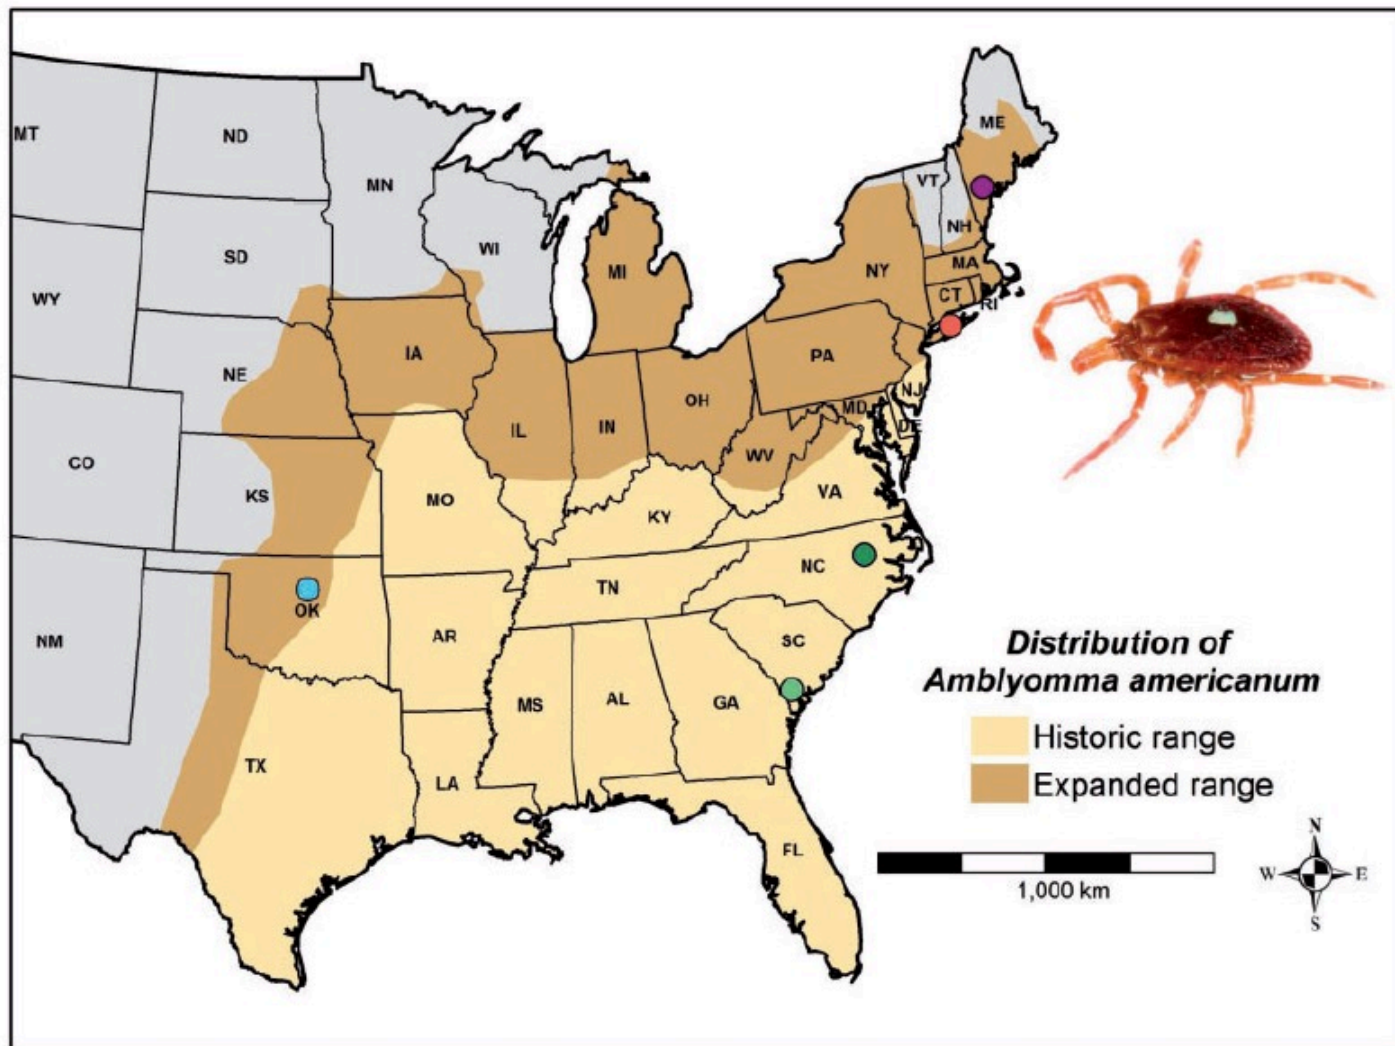 ME
MT
ND
MN
VT
NH
WI
SD
MI
NY
MA
WY
CT
RI
IA
PA
NE
OH
NJ
IL
IN
MD
DE
WV
CO
KS
MO
VA
KY
NC
TN
OK
AR
SC
NM
MS
AL
GA
TX
LA
FL
Distribution of
Amblyomma americanum
Historic range
Expanded range
1,000 km
N
W
E
S